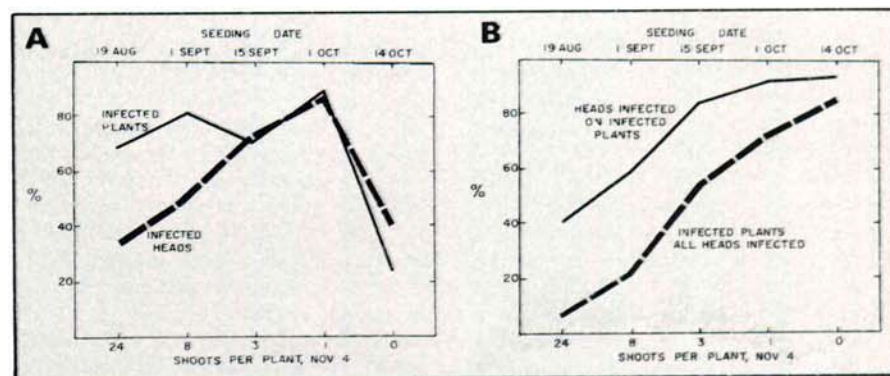 A
SEEDING DATE
19 AUG 1 SEPT 15 SEPT 1 OCT 14 OCT
80
60
40
20
%
INFECTED
PLANTS
INFECTED
HEADS
24 8 3 1 0
SHOOTS PER PLANT, NOV 4
B
SEEDING DATE
19 AUG 1 SEPT 15 SEPT 1 OCT 14 OCT
80
60
40
20
%
HEADS INFECTED
ON INFECTED
PLANTS
INFECTED PLANTS
ALL HEADS INFECTED
24 8 3 1 0
SHOOTS PER PLANT, NOV 4